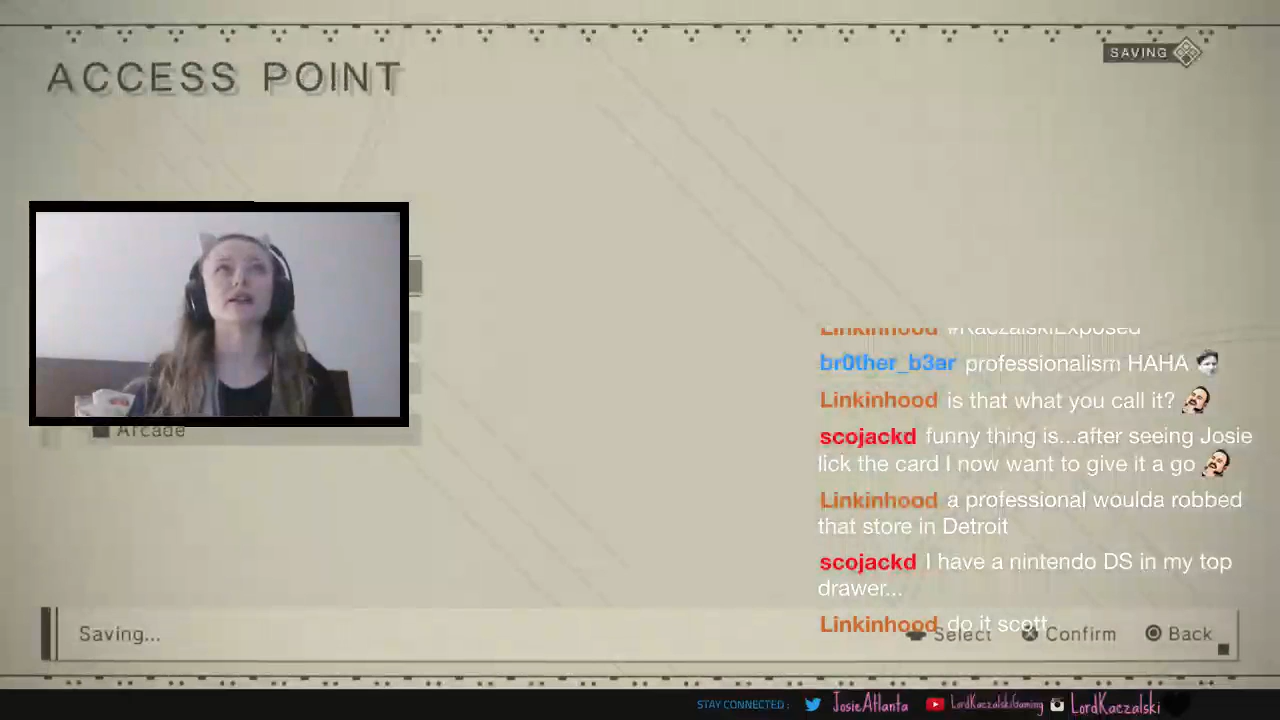 ACCESS POINT
SAVING
Arcade
Linkinhood #KaczalskiExposed
br0ther_b3ar professionalism HAHA
Linkinhood is that what you call it?
scojackd funny thing is...after seeing Josie
lick the card I now want to give it a go
Linkinhood a professional woulda robbed
that store in Detroit
scojackd I have a nintendo DS in my top
drawer...
Linkinhood do it scott
Saving...
Select Confirm Back
STAY CONNECTED: JosieAtlanta LordKaczalskiGaming LordKaczalski